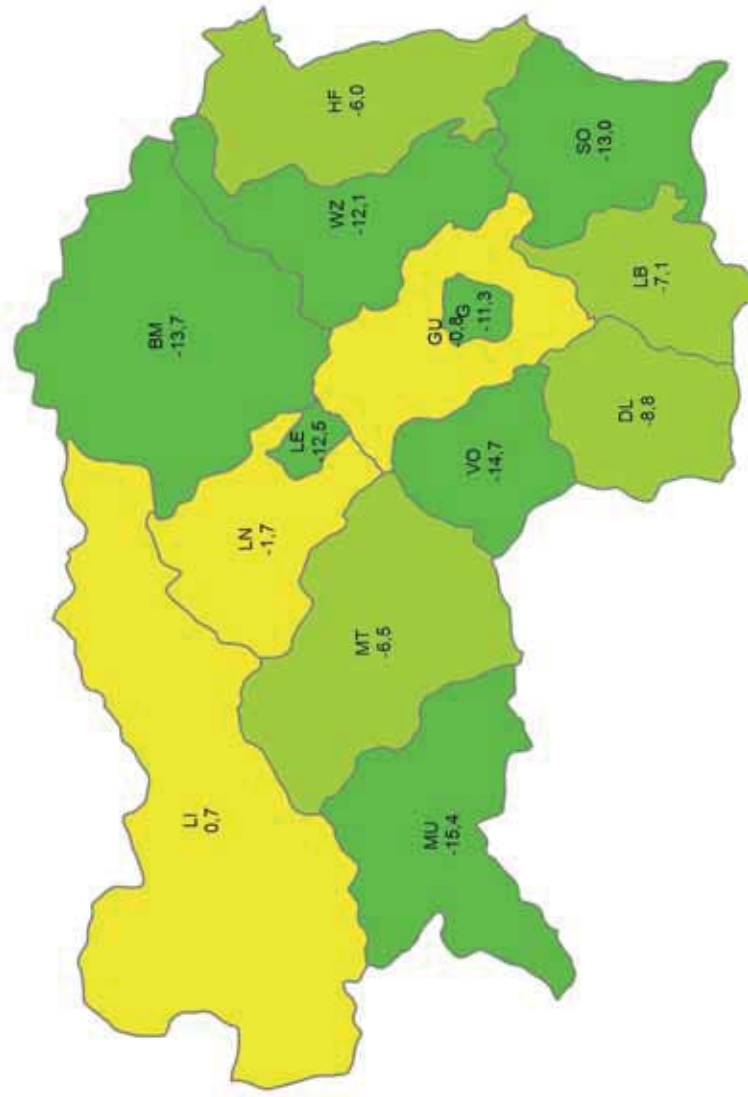 BM
-13,7
LI
0,7
LN
-1,7
LE
-12,5
HF
-6,0
WZ
-12,1
MT
-6,5
MU
-15,4
GU
-0,8
G
-11,3
VO
-14,7
SO
-13,0
DL
-8,8
LB
-7,1